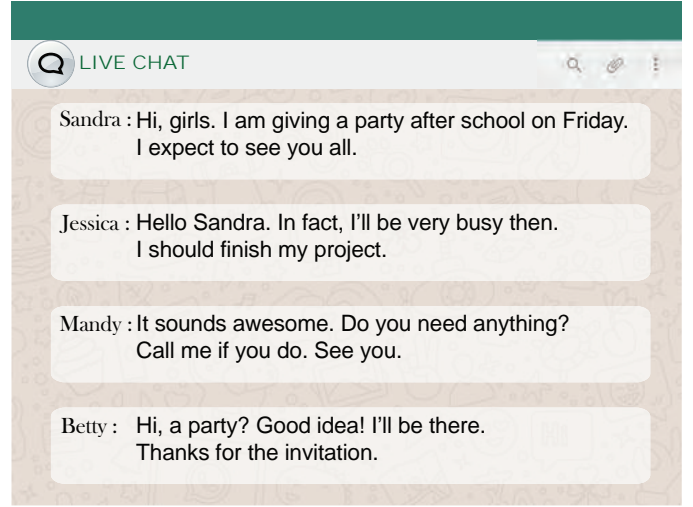 LIVE CHAT
Sandra : Hi, girls. I am giving a party after school on Friday.
I expect to see you all.
Jessica : Hello Sandra. In fact, I’ll be very busy then.
I should finish my project.
Mandy : It sounds awesome. Do you need anything?
Call me if you do. See you.
Betty : Hi, a party? Good idea! I’ll be there.
Thanks for the invitation.